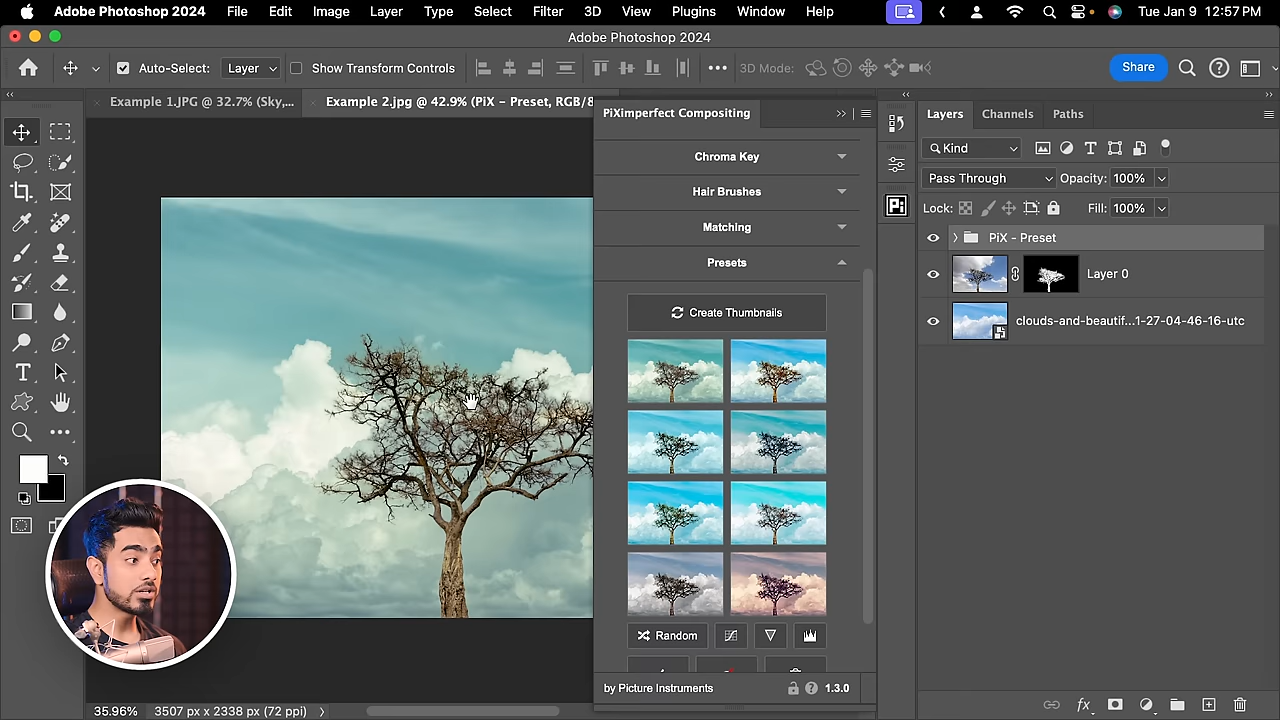 Adobe Photoshop 2024 File Edit Image Layer Type Select Filter 3D View Plugins Window Help Tue Jan 9 12:57 PM
Adobe Photoshop 2024
Auto-Select: Layer Show Transform Controls 3D Mode: Share
Example 1.JPG @ 32.7% (Sky,... Example 2.jpg @ 42.9% (PiX - Preset, RGB/8
PiXimperfect Compositing
Chroma Key
Hair Brushes
Matching
Presets
Create Thumbnails
Random
by Picture Instruments 1.3.0
Pi
Layers Channels Paths
Kind
Pass Through Opacity: 100%
Lock: Fill: 100%
PiX - Preset
Layer 0
clouds-and-beautif...1-27-04-46-16-utc
fx
35.96% 3507 px x 2338 px (72 ppi)